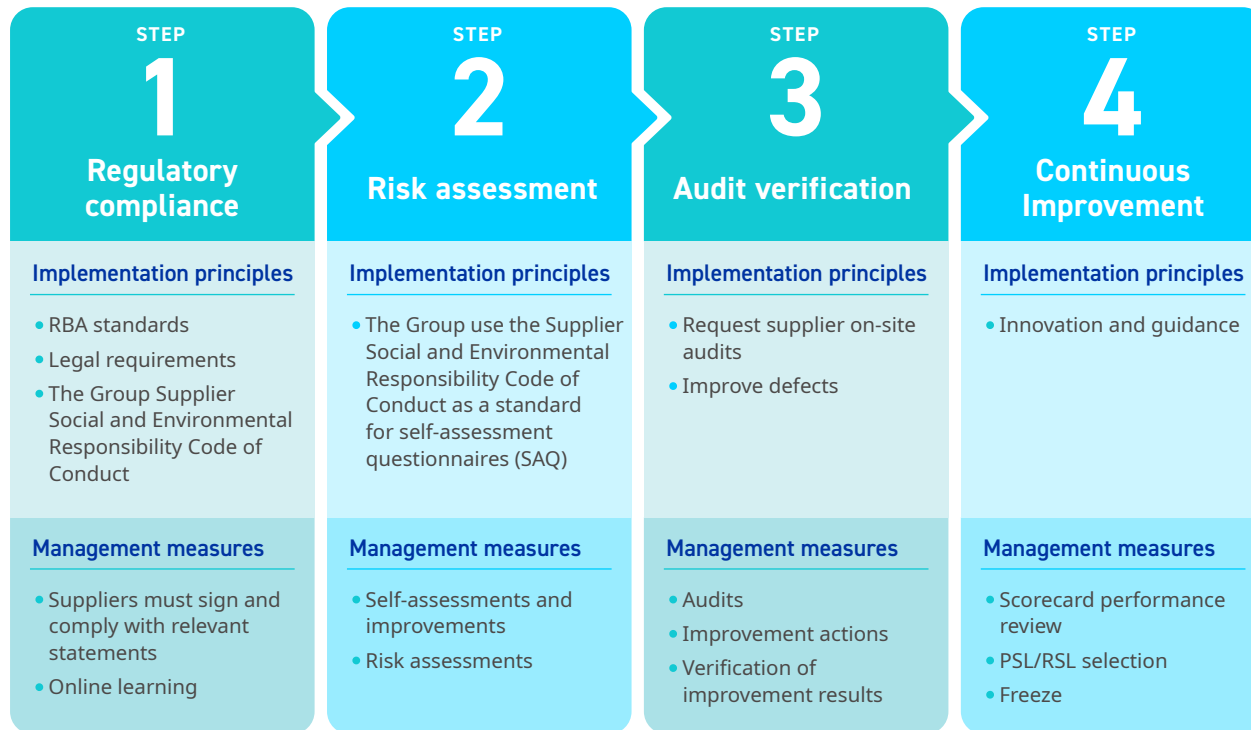 STEP
1
Regulatory
compliance
Implementation principles
RBA standards
Legal requirements
The Group Supplier
Social and Environmental
Responsibility Code of
Conduct
Management measures
Suppliers must sign and
comply with relevant
statements
Online learning
STEP
2
Risk assessment
Implementation principles
The Group use the Supplier
Social and Environmental
Responsibility Code of
Conduct as a standard
for self-assessment
questionnaires (SAQ)
Management measures
Self-assessments and
improvements
Risk assessments
STEP
3
Audit verification
Implementation principles
Request supplier on-site
audits
Improve defects
Management measures
Audits
Improvement actions
Verification of
improvement results
STEP
4
Continuous
Improvement
Implementation principles
Innovation and guidance
Management measures
Scorecard performance
review
PSL/RSL selection
Freeze